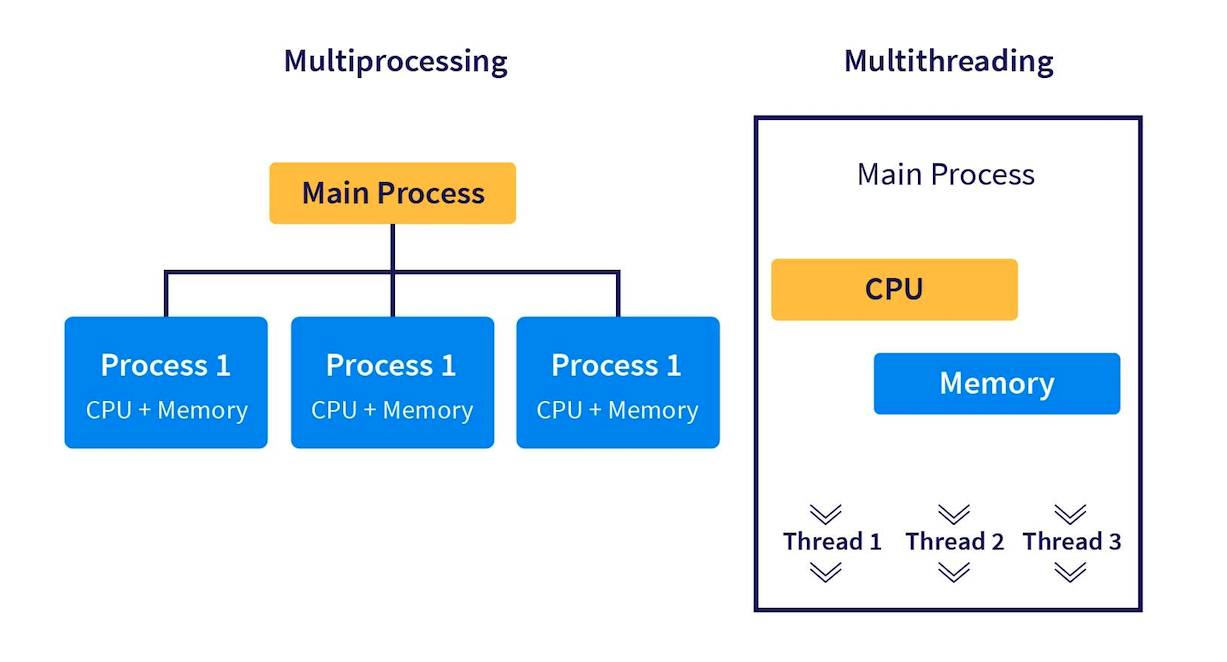 Multiprocessing
Main Process
Process 1
CPU + Memory
Process 1
CPU + Memory
Process 1
CPU + Memory
Multithreading
Main Process
CPU
Memory
Thread 1
Thread 2
Thread 3